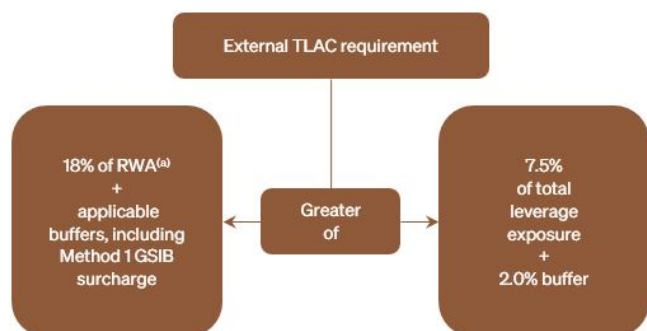 External TLAC requirement
18% of RWA(a)
+
applicable
buffers, including
Method 1 GSIB
surcharge
Greater
of
7.5%
of total
leverage
exposure
+
2.0% buffer